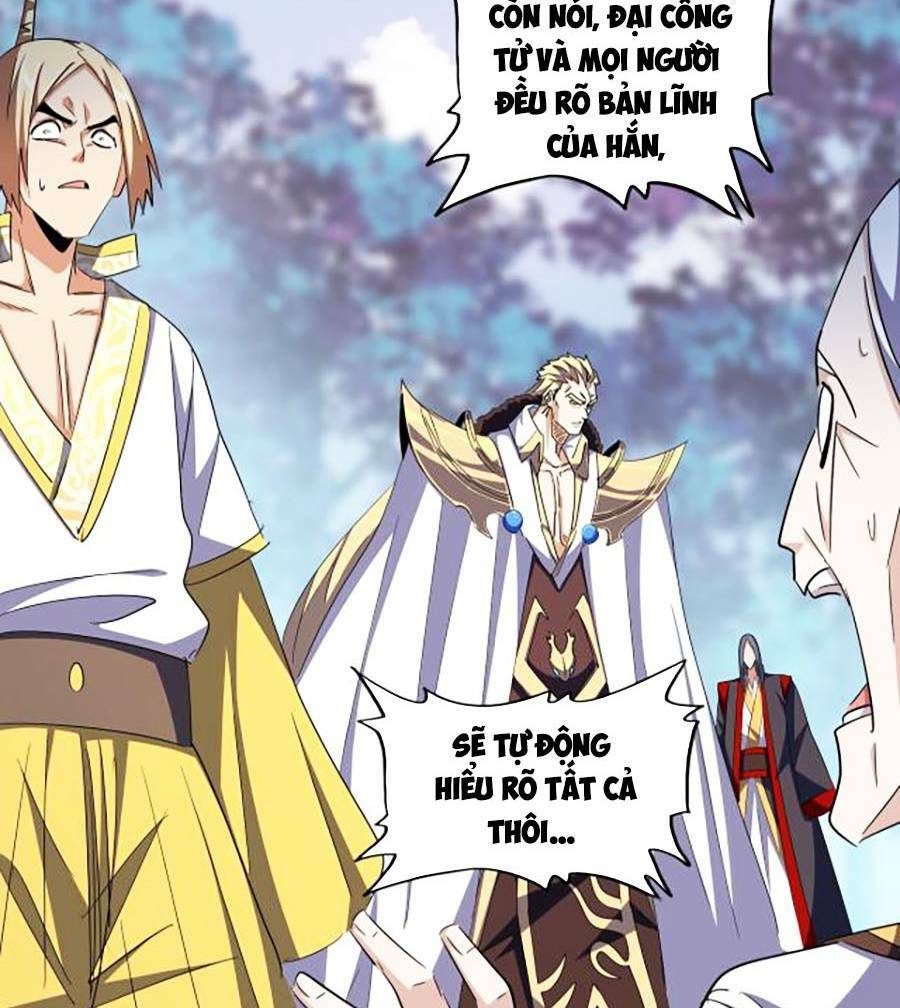 CÒN NÓI, ĐẠI CÔNG
TỬ VÀ MỌI NGƯỜI
ĐỀU RÕ BẢN LĨNH
CỦA HẮN,
SẼ TỰ ĐỘNG
HIỂU RÕ TẤT CẢ
THÔI...